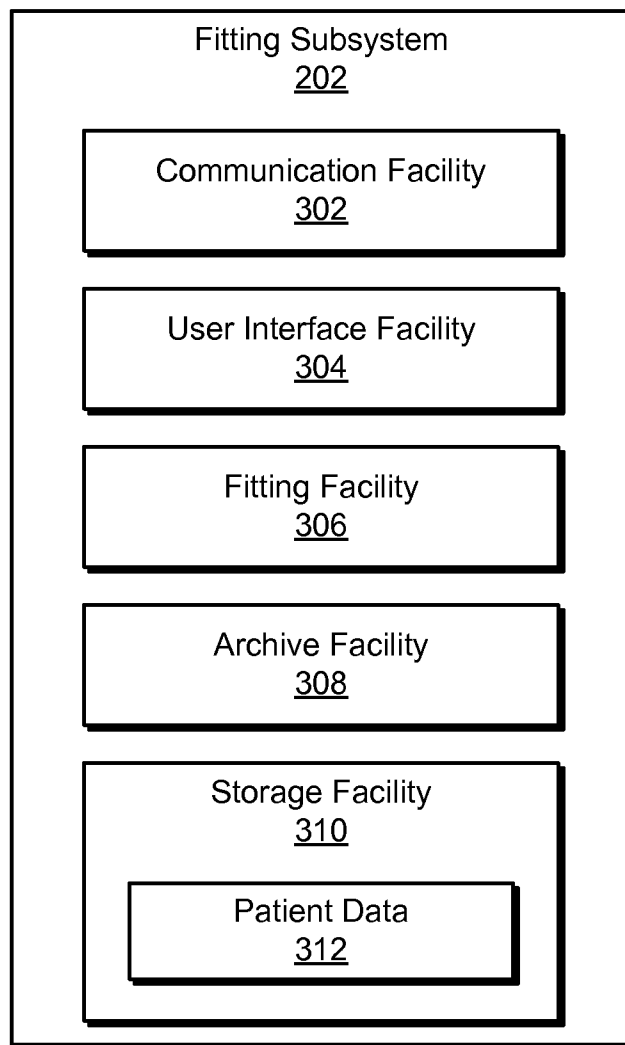 Fitting Subsystem
202
Communication Facility
302
User Interface Facility
304
Fitting Facility
306
Archive Facility
308
Storage Facility
310
Patient Data
312